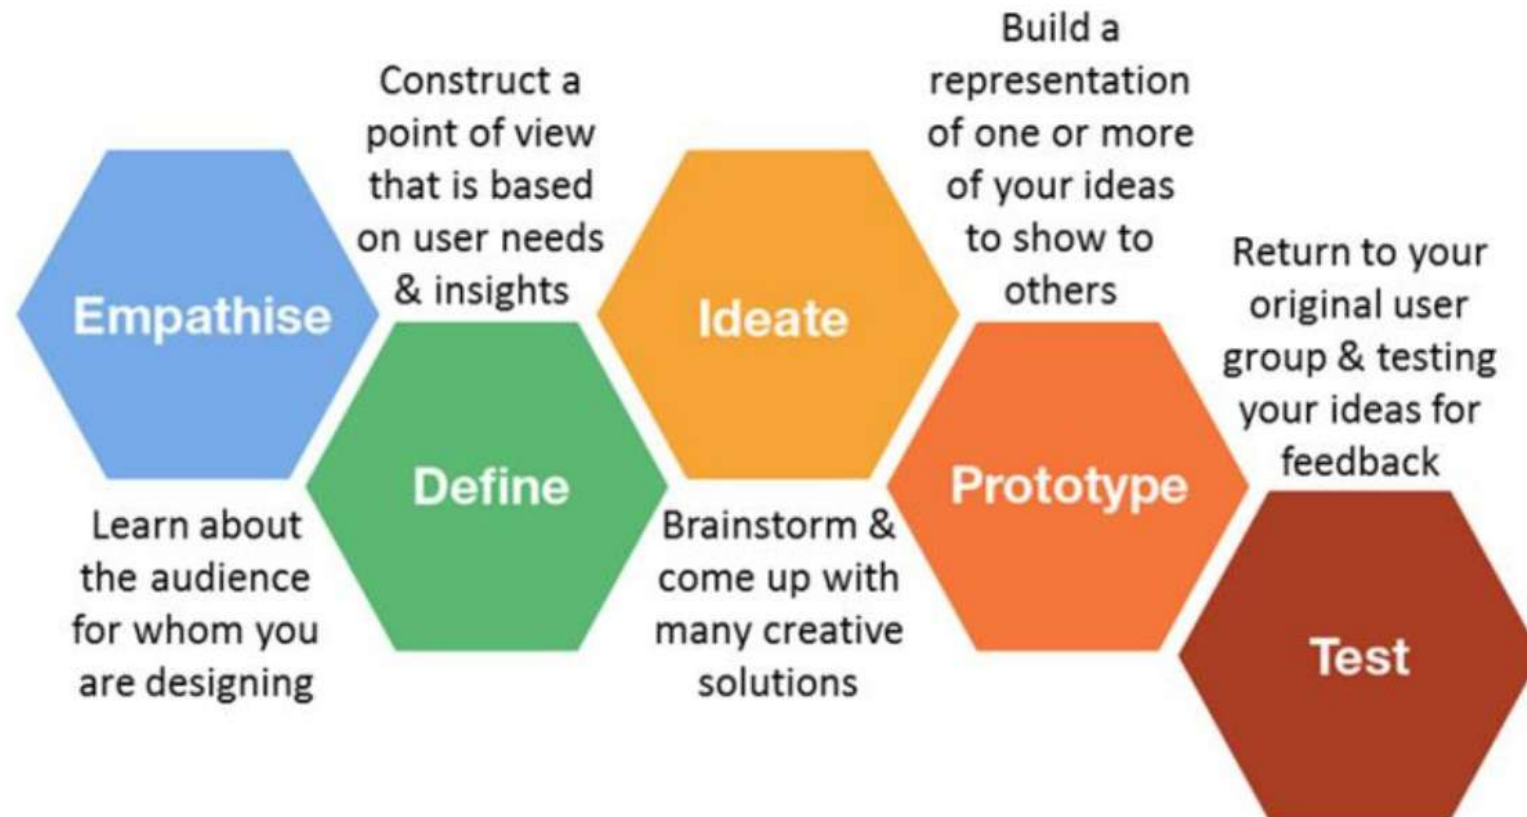 Empathise
Learn about
the audience
for whom you
are designing
Construct a
point of view
that is based
on user needs
& insights
Define
Ideate
Brainstorm &
come up with
many creative
solutions
Build a
representation
of one or more
of your ideas
to show to
others
Prototype
Return to your
original user
group & testing
your ideas for
feedback
Test